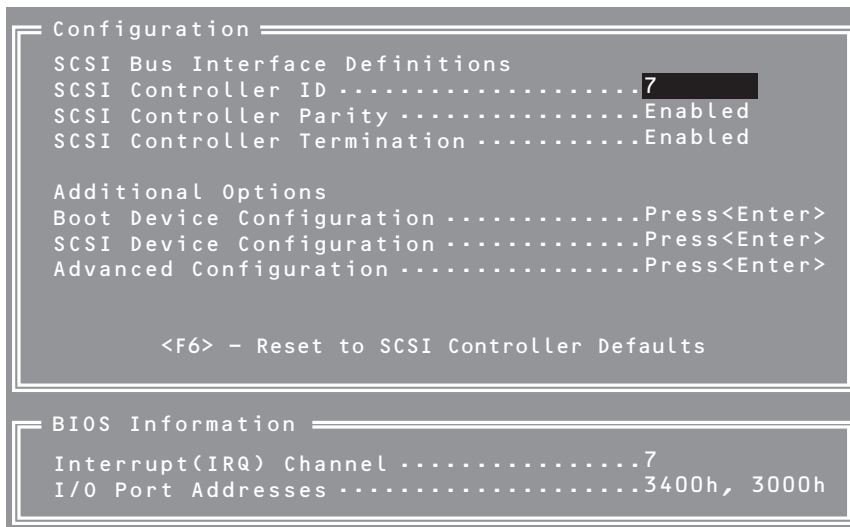 Configuration
SCSI Bus Interface Definitions
SCSI Controller ID ....................7
SCSI Controller Parity ................Enabled
SCSI Controller Termination ...........Enabled
Additional Options
Boot Device Configuration .............Press<Enter>
SCSI Device Configuration .............Press<Enter>
Advanced Configuration ................Press<Enter>
<F6> – Reset to SCSI Controller Defaults
BIOS Information
Interrupt(IRQ) Channel ................7
I/O Port Addresses ....................3400h, 3000h